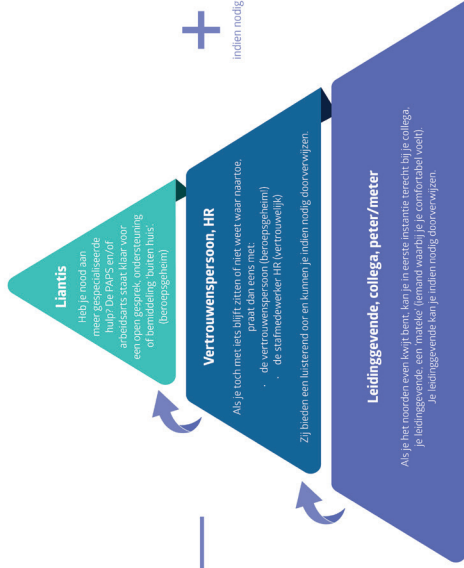 Liantis
Heb je nood aan
meer gespecialiseerde
hulp? De PAPS en/of
arbeidsarts staat klaar voor
een open gesprek, ondersteuning
of bemiddeling 'buiten huis'.
(beroepsgeheim)
+
indien nodig
Vertrouwenspersoon, HR
Als je toch met iets blijft zitten of niet weet waar naartoe,
praat dan eens met:
· de vertrouwenspersoon (beroepsgeheim!)
· de stafmedewerker HR (vertrouwelijk)
Zij bieden een luisterend oor en kunnen je indien nodig doorverwijzen.
Leidinggevende, collega, peter/meter
Als je het noorden even kwijt bent, kan je in eerste instantie terecht bij je collega,
je leidinggevende, een 'mateke' (iemand waarbij je je comfortabel voelt).
Je leidinggevende kan je indien nodig doorverwijzen.